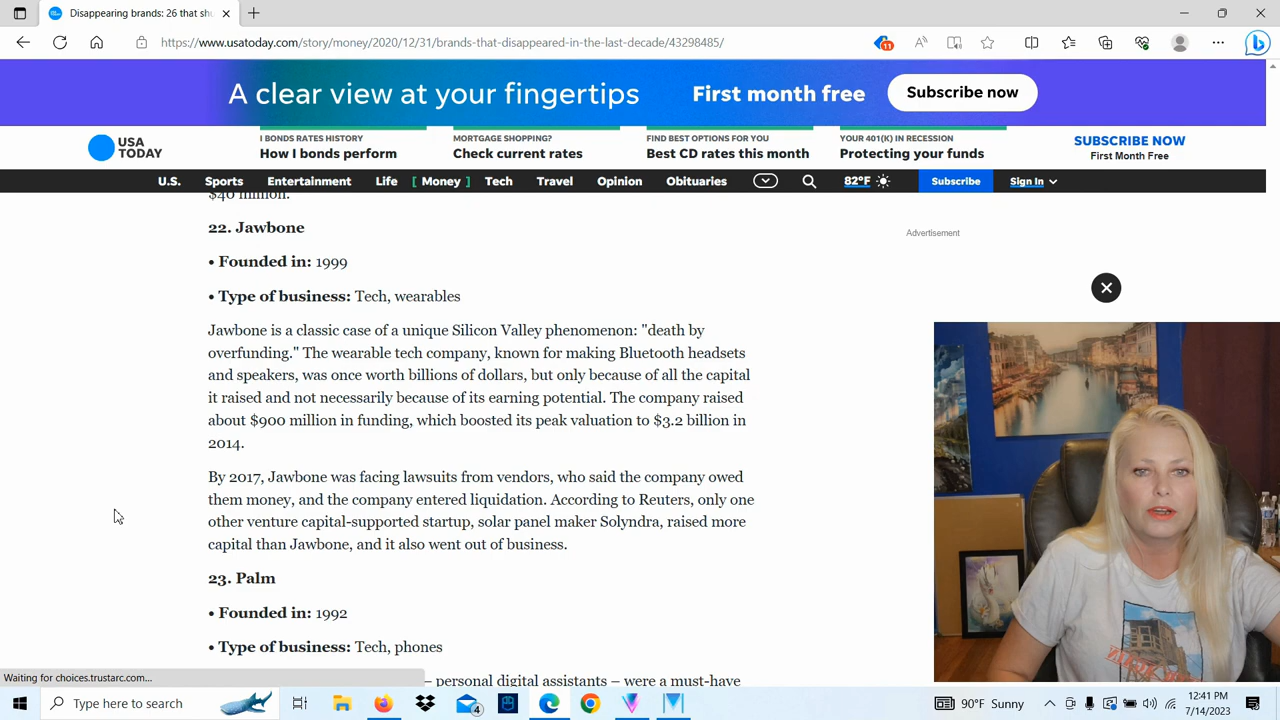 Disappearing brands: 26 that sh
https://www.usatoday.com/story/money/2020/12/31/brands-that-disappeared-in-the-last-decade/43298485/
11
A clear view at your fingertips First month free Subscribe now
USA TODAY
I BONDS RATES HISTORY
How I bonds perform
MORTGAGE SHOPPING?
Check current rates
FIND BEST OPTIONS FOR YOU
Best CD rates this month
YOUR 401(K) IN RECESSION
Protecting your funds
SUBSCRIBE NOW
First Month Free
U.S. Sports Entertainment Life [ Money ] Tech Travel Opinion Obituaries 82°F Subscribe Sign In
$40 million.
22. Jawbone
• Founded in: 1999
• Type of business: Tech, wearables
Jawbone is a classic case of a unique Silicon Valley phenomenon: "death by
overfunding." The wearable tech company, known for making Bluetooth headsets
and speakers, was once worth billions of dollars, but only because of all the capital
it raised and not necessarily because of its earning potential. The company raised
about $900 million in funding, which boosted its peak valuation to $3.2 billion in
2014.
By 2017, Jawbone was facing lawsuits from vendors, who said the company owed
them money, and the company entered liquidation. According to Reuters, only one
other venture capital-supported startup, solar panel maker Solyndra, raised more
capital than Jawbone, and it also went out of business.
23. Palm
• Founded in: 1992
• Type of business: Tech, phones
– personal digital assistants – were a must-have
Advertisement
Waiting for choices.trustarc.com...
Type here to search
4
90°F Sunny
12:41 PM
7/14/2023